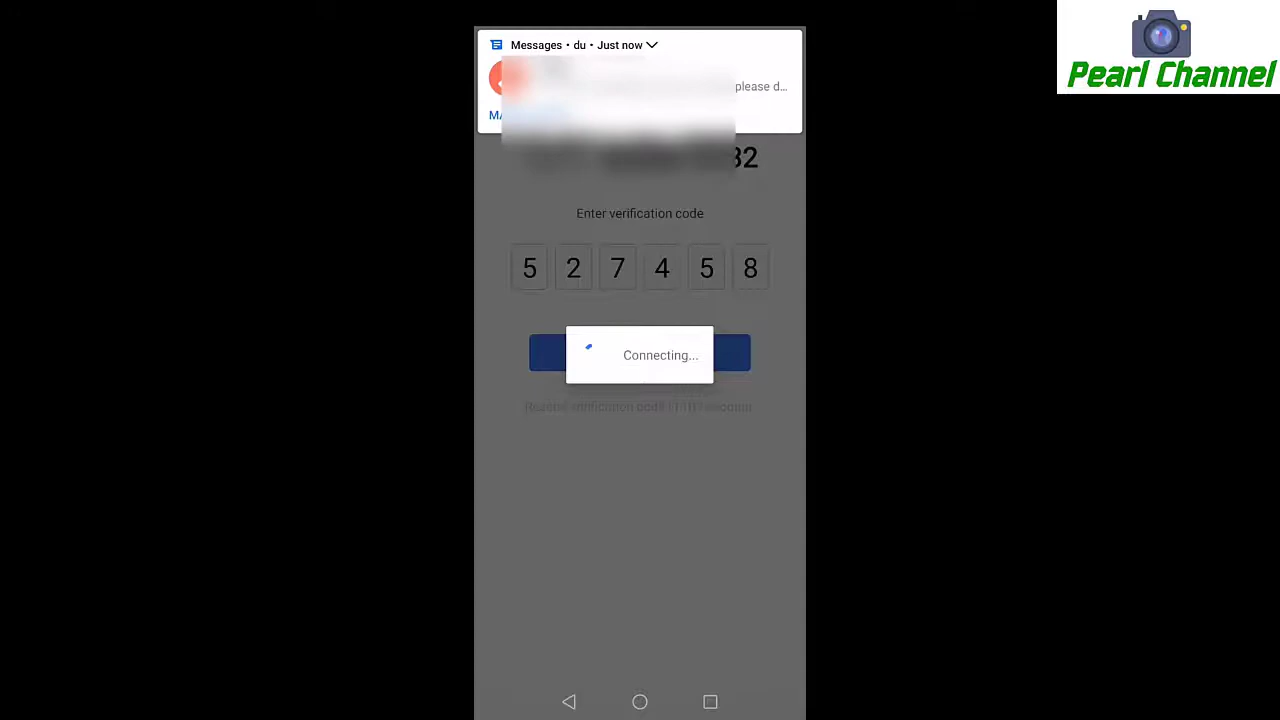 Pearl Channel
Messages • du • Just now
please d...
32
Enter verification code
5 2 7 4 5 8
Connecting...